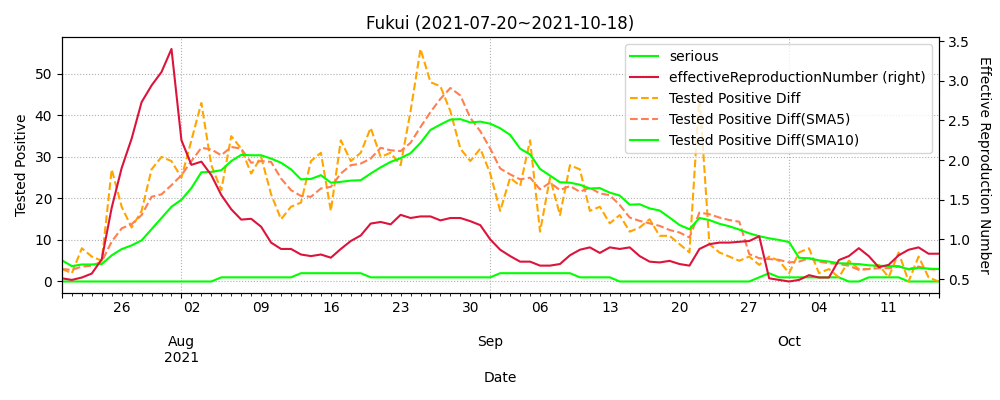 Fukui (2021-07-20~2021-10-18)
serious
effectiveReproductionNumber (right)
Tested Positive Diff
Tested Positive Diff(SMA5)
Tested Positive Diff(SMA10)
Tested Positive
50
40
30
20
10
0
3.5
3.0
2.5
2.0
1.5
1.0
0.5
Effective Reproduction Number
26 02 09 16 23 30 06 13 20 27 04 11
Aug Sep Oct
2021
Date